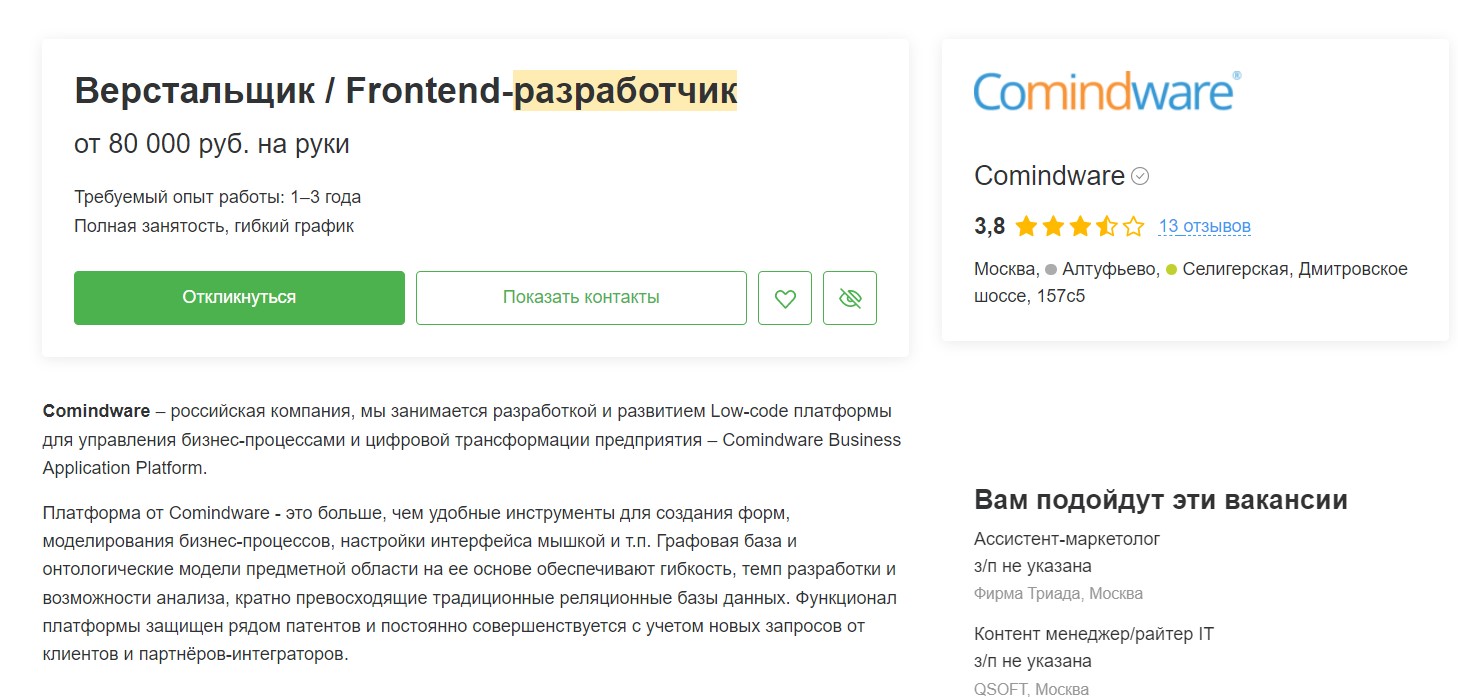 Верстальщик / Frontend-разработчик
от 80 000 руб. на руки
Требуемый опыт работы: 1–3 года
Полная занятость, гибкий график
Откликнуться
Показать контакты
Comindware®
Comindware
3,8
13 отзывов
Москва, Алтуфьево, Селигерская, Дмитровское
шоссе, 157с5
Comindware – российская компания, мы занимается разработкой и развитием Low-code платформы
для управления бизнес-процессами и цифровой трансформации предприятия – Comindware Business
Application Platform.
Платформа от Comindware - это больше, чем удобные инструменты для создания форм,
моделирования бизнес-процессов, настройки интерфейса мышкой и т.п. Графовая база и
онтологические модели предметной области на ее основе обеспечивают гибкость, темп разработки и
возможности анализа, кратно превосходящие традиционные реляционные базы данных. Функционал
платформы защищен рядом патентов и постоянно совершенствуется с учетом новых запросов от
клиентов и партнёров-интеграторов.
Вам подойдут эти вакансии
Ассистент-маркетолог
з/п не указана
Фирма Триада, Москва
Контент менеджер/райтер IT
з/п не указана
QSOFT, Москва